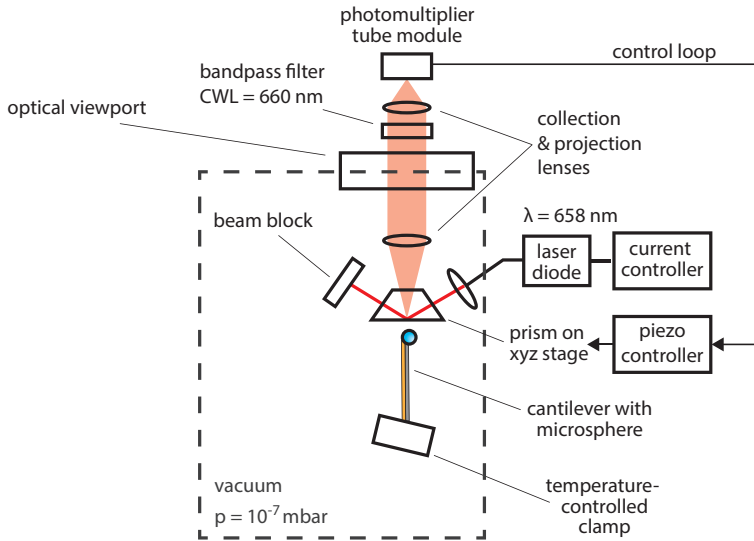 photomultiplier
tube module
control loop
bandpass filter
CWL = 660 nm
optical viewport
collection
& projection
lenses
beam block
λ = 658 nm
laser
diode
current
controller
prism on
xyz stage
piezo
controller
cantilever with
microsphere
vacuum
p = 10⁻⁷ mbar
temperature-
controlled
clamp